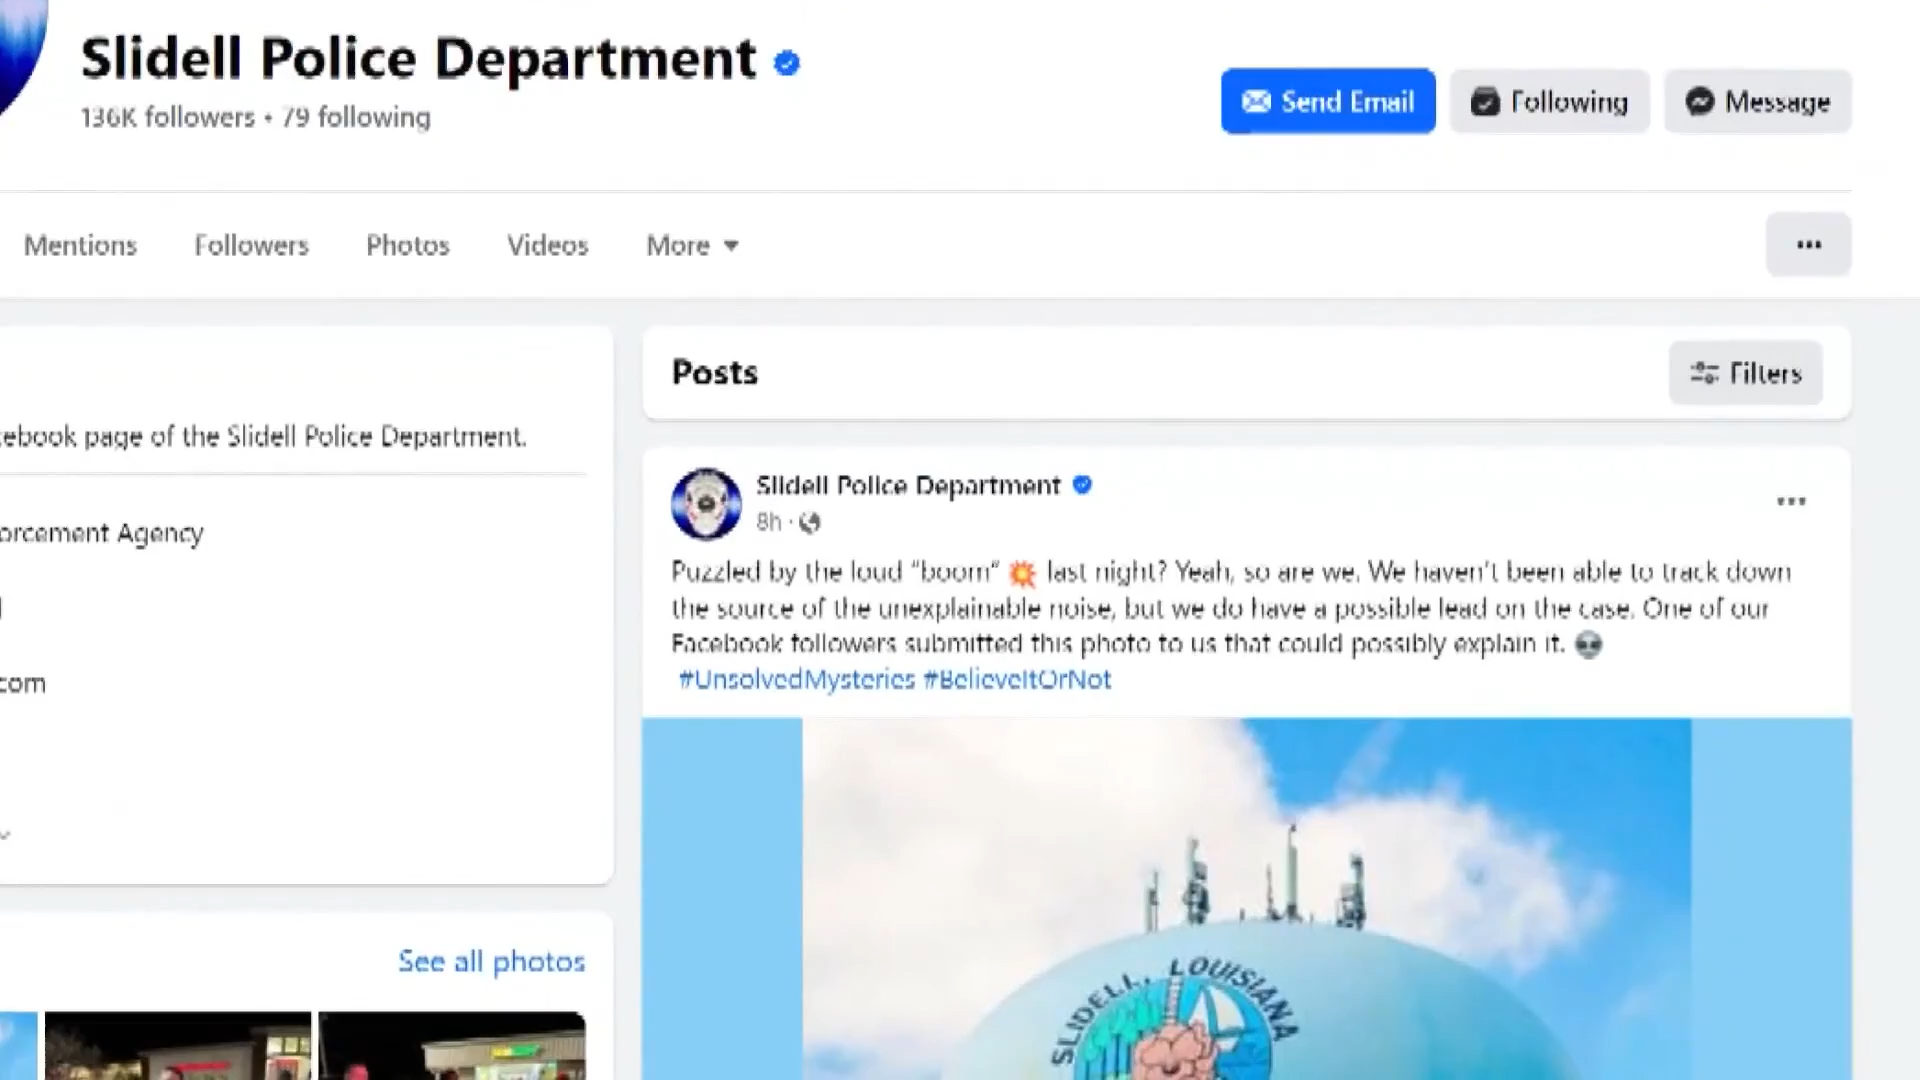 Slidell Police Department
136K followers • 79 following
Send Email
Following
Message
Mentions
Followers
Photos
Videos
More
Posts
Filters
cebook page of the Slidell Police Department.
orcement Agency
com
See all photos
Slidell Police Department
8h ·
Puzzled by the loud “boom” 💥 last night? Yeah, so are we. We haven't been able to track down
the source of the unexplainable noise, but we do have a possible lead on the case. One of our
Facebook followers submitted this photo to us that could possibly explain it. 👽
#UnsolvedMysteries #BelieveItOrNot
SLIDELL, LOUISIANA